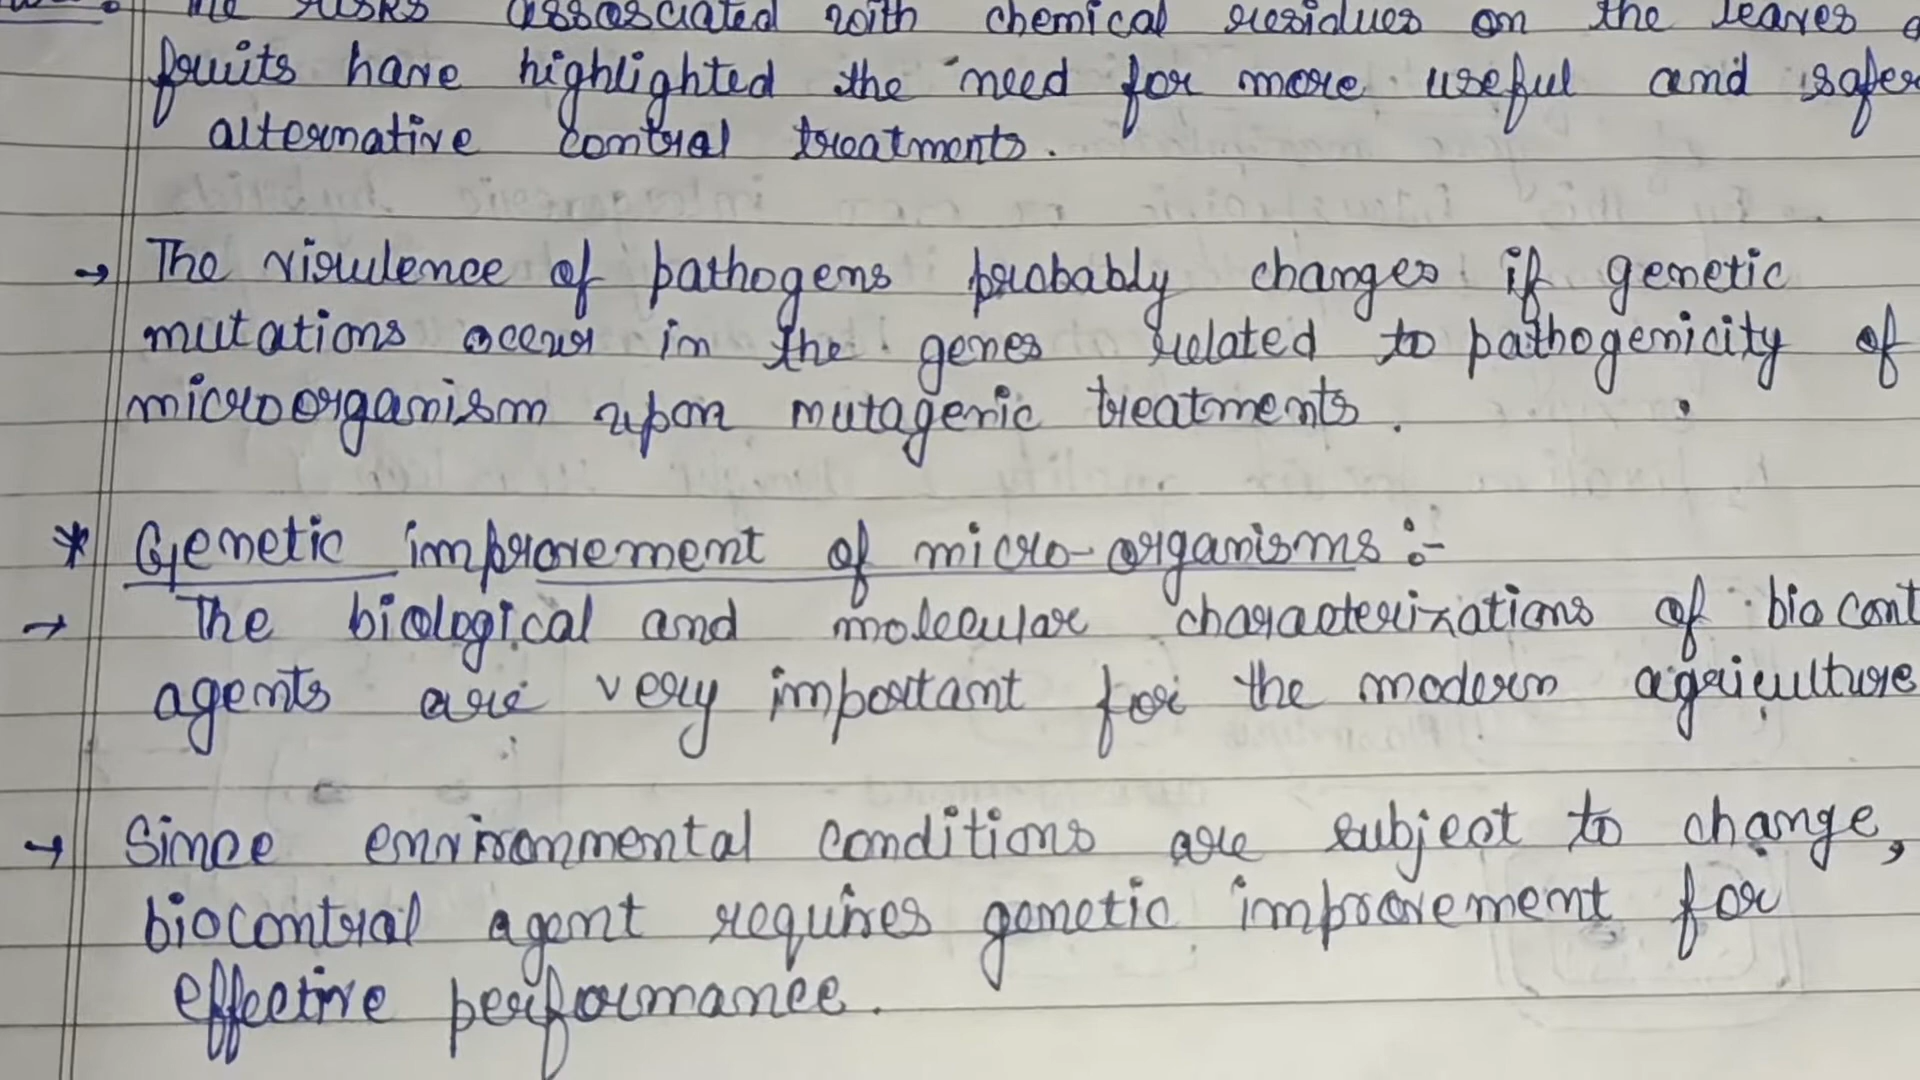 The risks assosciated with chemical residues on the leaves
fruits have highlighted the need for more useful and safer
alternative control treatments.
→ The virulence of pathogens probably changes if genetic
mutations occur in the genes related to pathogenicity of
microorganism upon mutagenic treatments.
* Genetic improvement of micro-organisms :-
→ The biological and molecular characterizations of bio cont
agents are very important for the modern agriculture
→ Since environmental conditions are subject to change,
biocontrol agent requires genetic improvement for
effective performance.